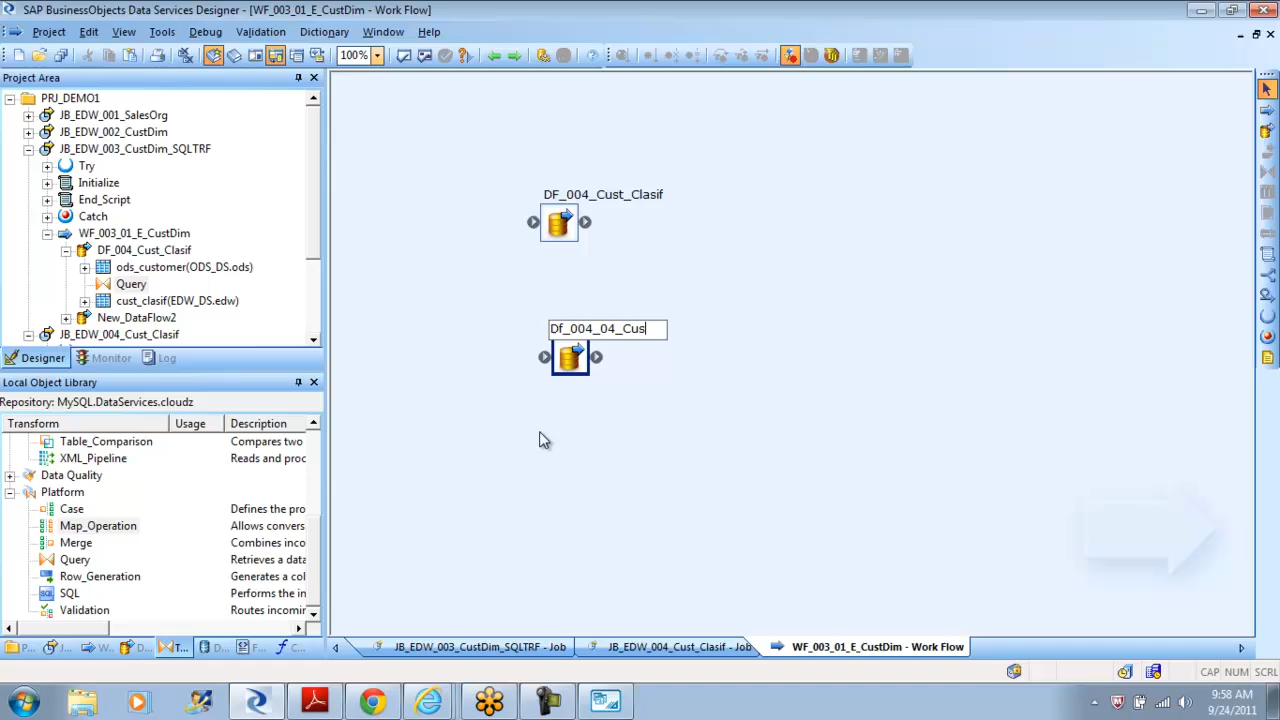 SAP BusinessObjects Data Services Designer - [WF_003_01_E_CustDim - Work Flow]
Project Edit View Tools Debug Validation Dictionary Window Help
100%
Project Area
PRJ_DEMO1
JB_EDW_001_SalesOrg
JB_EDW_002_CustDim
JB_EDW_003_CustDim_SQLTRF
Try
Initialize
End_Script
Catch
WF_003_01_E_CustDim
DF_004_Cust_Clasif
ods_customer(ODS_DS.ods)
Query
cust_clasif(EDW_DS.edw)
New_DataFlow2
JB_EDW_004_Cust_Clasif
Designer Monitor Log
Local Object Library
Repository: MySQL.DataServices.cloudz
Transform Usage Description
Table_Comparison Compares two
XML_Pipeline Reads and proc
Data Quality
Platform
Case Defines the pro
Map_Operation Allows convers
Merge Combines inco
Query Retrieves a data
Row_Generation Generates a col
SQL Performs the in
Validation Routes incomin
P... J... W... D... T... D... F... C...
DF_004_Cust_Clasif
Df_004_04_Cus
JB_EDW_003_CustDim_SQLTRF - Job JB_EDW_004_Cust_Clasif - Job WF_003_01_E_CustDim - Work Flow
CAP NUM SCRL
9:58 AM
9/24/2011